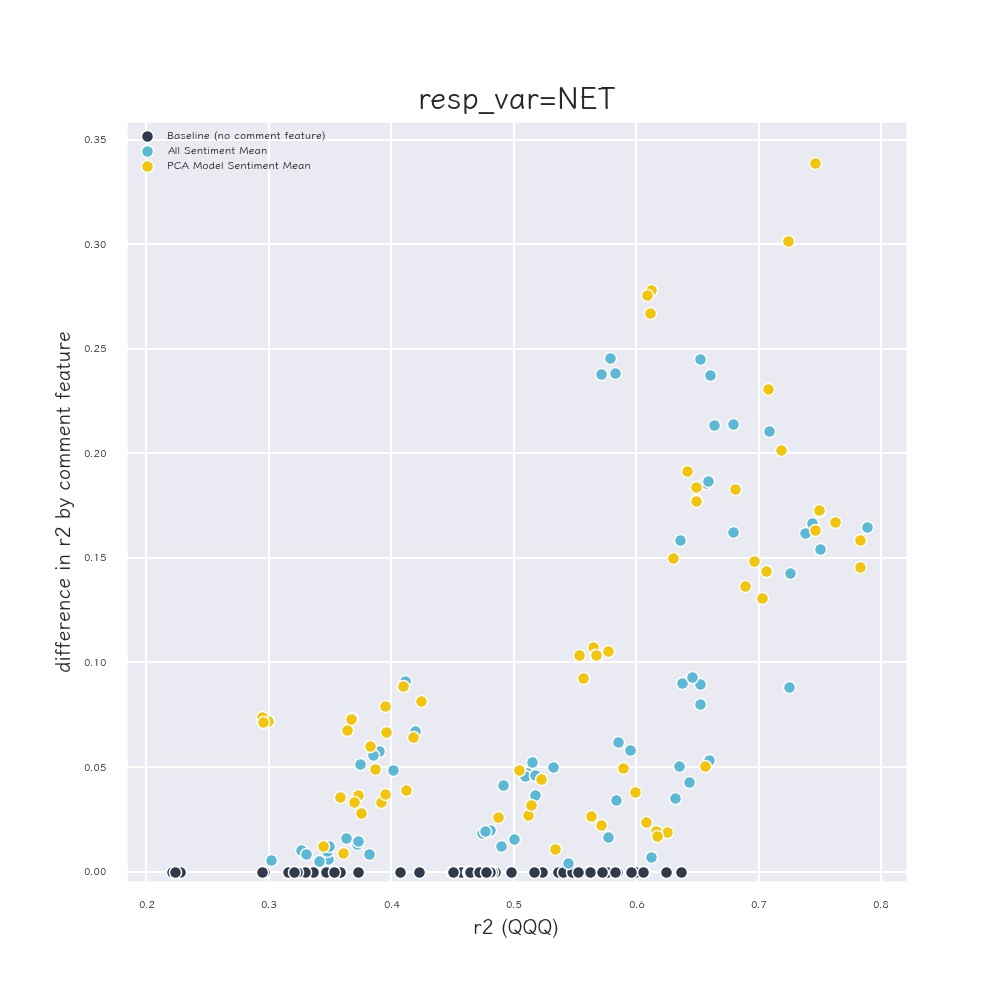 resp_var=NET
Baseline (no comment feature)
All Sentiment Mean
PCA Model Sentiment Mean
difference in r2 by comment feature
0.35
0.30
0.25
0.20
0.15
0.10
0.05
0.00
0.2 0.3 0.4 0.5 0.6 0.7 0.8
r2 (QQQ)